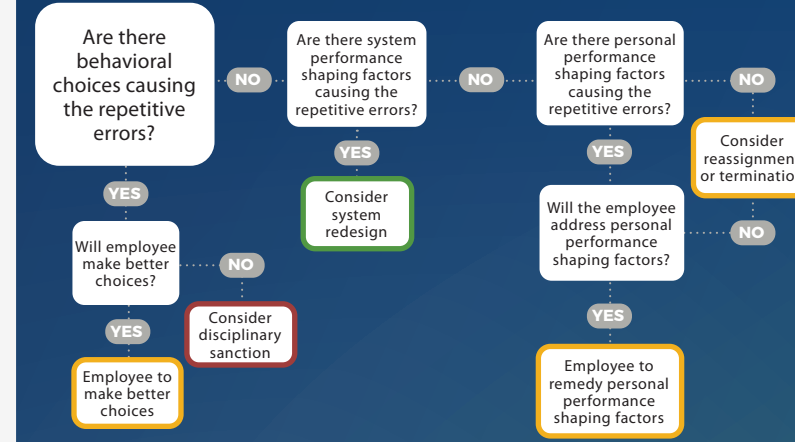 Are there
behavioral
choices causing
the repetitive
errors?
NO
Are there system
performance
shaping factors
causing the
repetitive errors?
NO
Are there personal
performance
shaping factors
causing the
repetitive errors?
NO
YES
Consider
system
redesign
YES
Consider
reassignmen
or terminatio
YES
Will employee
make better
choices?
NO
Consider
disciplinary
sanction
Will the employee
address personal
performance
shaping factors?
NO
YES
Employee to
make better
choices
YES
Employee to
remedy personal
performance
shaping factors